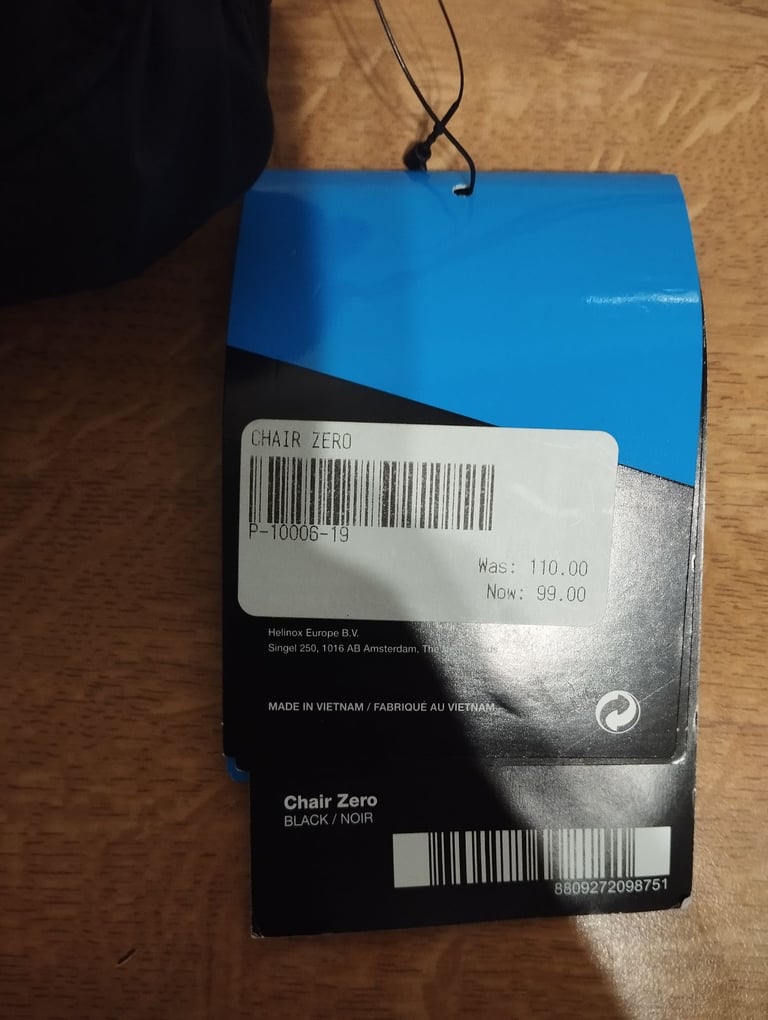 CHAIR ZERO
P-10006-19
Was: 110.00
Now: 99.00
Helinox Europe B.V.
Singel 250, 1016 AB Amsterdam, The
MADE IN VIETNAM / FABRIQUÉ AU VIETNAM
Chair Zero
BLACK / NOIR
8809272098751